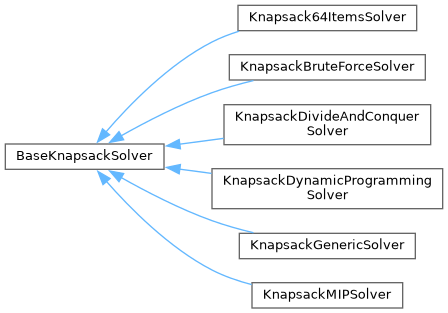 Knapsack64ItemsSolver
KnapsackBruteForceSolver
KnapsackDivideAndConquer
Solver
BaseKnapsackSolver
KnapsackDynamicProgramming
Solver
KnapsackGenericSolver
KnapsackMIPSolver